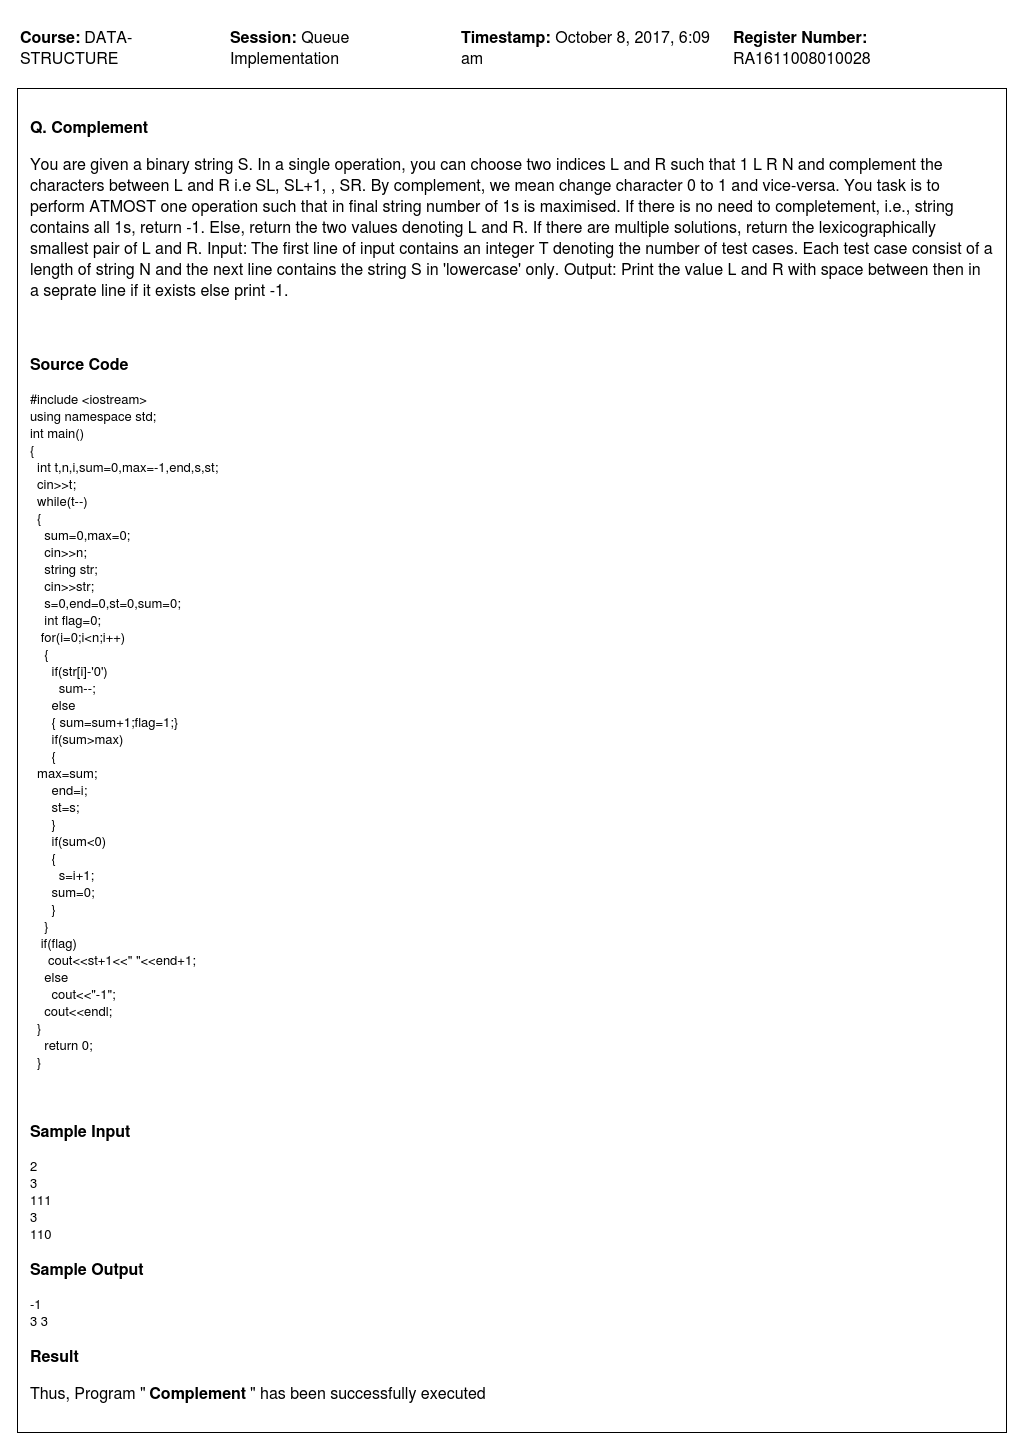 Course: DATA-STRUCTURE
Session: Queue Implementation
Timestamp: October 8, 2017, 6:09 am
Register Number: RA1611008010028
Q. Complement
You are given a binary string S. In a single operation, you can choose two indices L and R such that 1 L R N and complement the
characters between L and R i.e SL, SL+1, , SR. By complement, we mean change character 0 to 1 and vice-versa. You task is to
perform ATMOST one operation such that in final string number of 1s is maximised. If there is no need to completement, i.e., string
contains all 1s, return -1. Else, return the two values denoting L and R. If there are multiple solutions, return the lexicographically
smallest pair of L and R. Input: The first line of input contains an integer T denoting the number of test cases. Each test case consist of a
length of string N and the next line contains the string S in 'lowercase' only. Output: Print the value L and R with space between then in
a seprate line if it exists else print -1.
Source Code
#include <iostream>
using namespace std;
int main()
{
int t,n,i,sum=0,max=-1,end,s,st;
cin>>t;
while(t--)
{
sum=0,max=0;
cin>>n;
string str;
cin>>str;
s=0,end=0,st=0,sum=0;
int flag=0;
for(i=0;i<n;i++)
{
if(str[i]-'0')
sum--;
else
{ sum=sum+1;flag=1;}
if(sum>max)
{
max=sum;
end=i;
st=s;
}
if(sum<0)
{
s=i+1;
sum=0;
}
}
if(flag)
cout<<st+1<<" "<<end+1;
else
cout<<"-1";
cout<<endl;
}
return 0;
}
Sample Input
2
3
111
3
110
Sample Output
-1
3 3
Result
Thus, Program " Complement " has been successfully executed